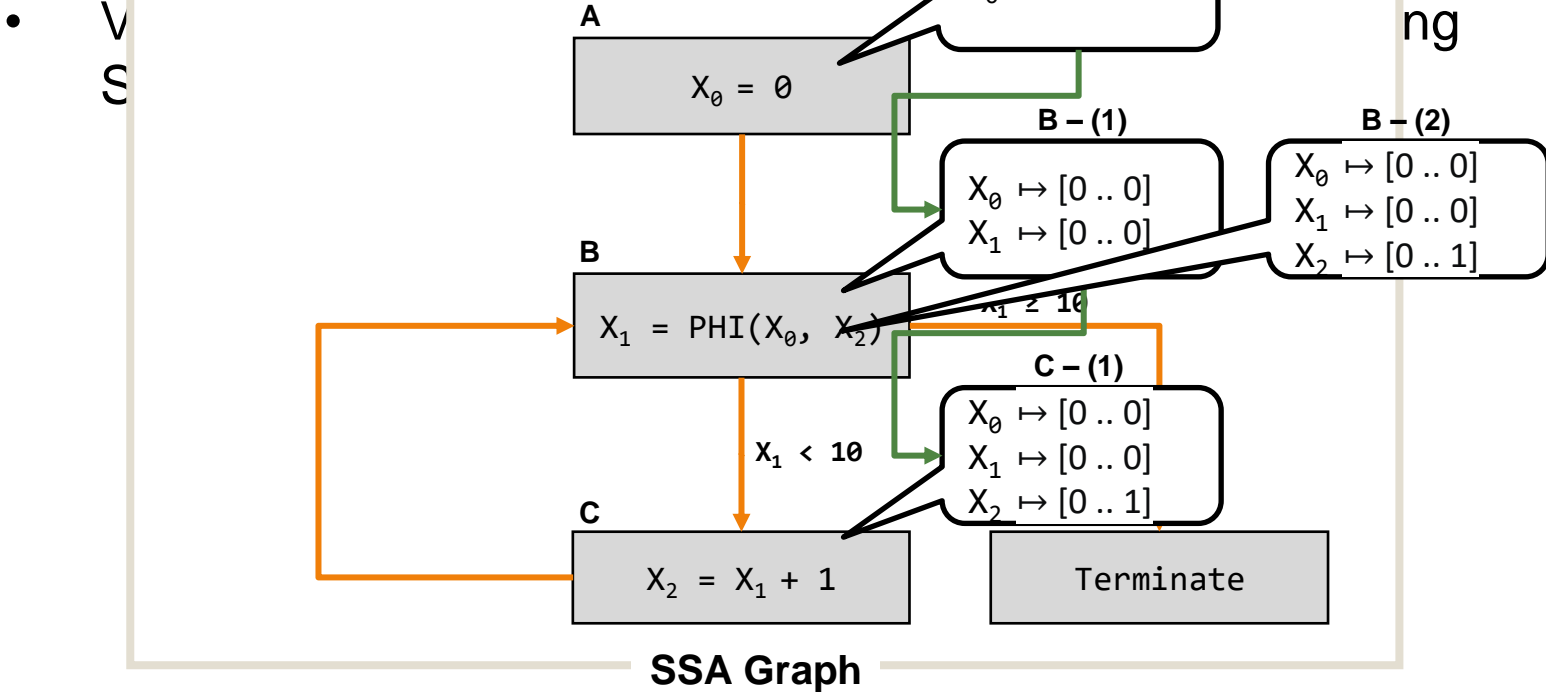 A
ng
X₀ = 0
B – (1)
X₀ ↦ [0 .. 0]
X₁ ↦ [0 .. 0]
B – (2)
X₀ ↦ [0 .. 0]
X₁ ↦ [0 .. 0]
X₂ ↦ [0 .. 1]
B
X₁ = PHI(X₀, X₂)
X₁ ≥ 10
C – (1)
X₀ ↦ [0 .. 0]
X₁ ↦ [0 .. 0]
X₂ ↦ [0 .. 1]
X₁ < 10
C
X₂ = X₁ + 1
Terminate
SSA Graph